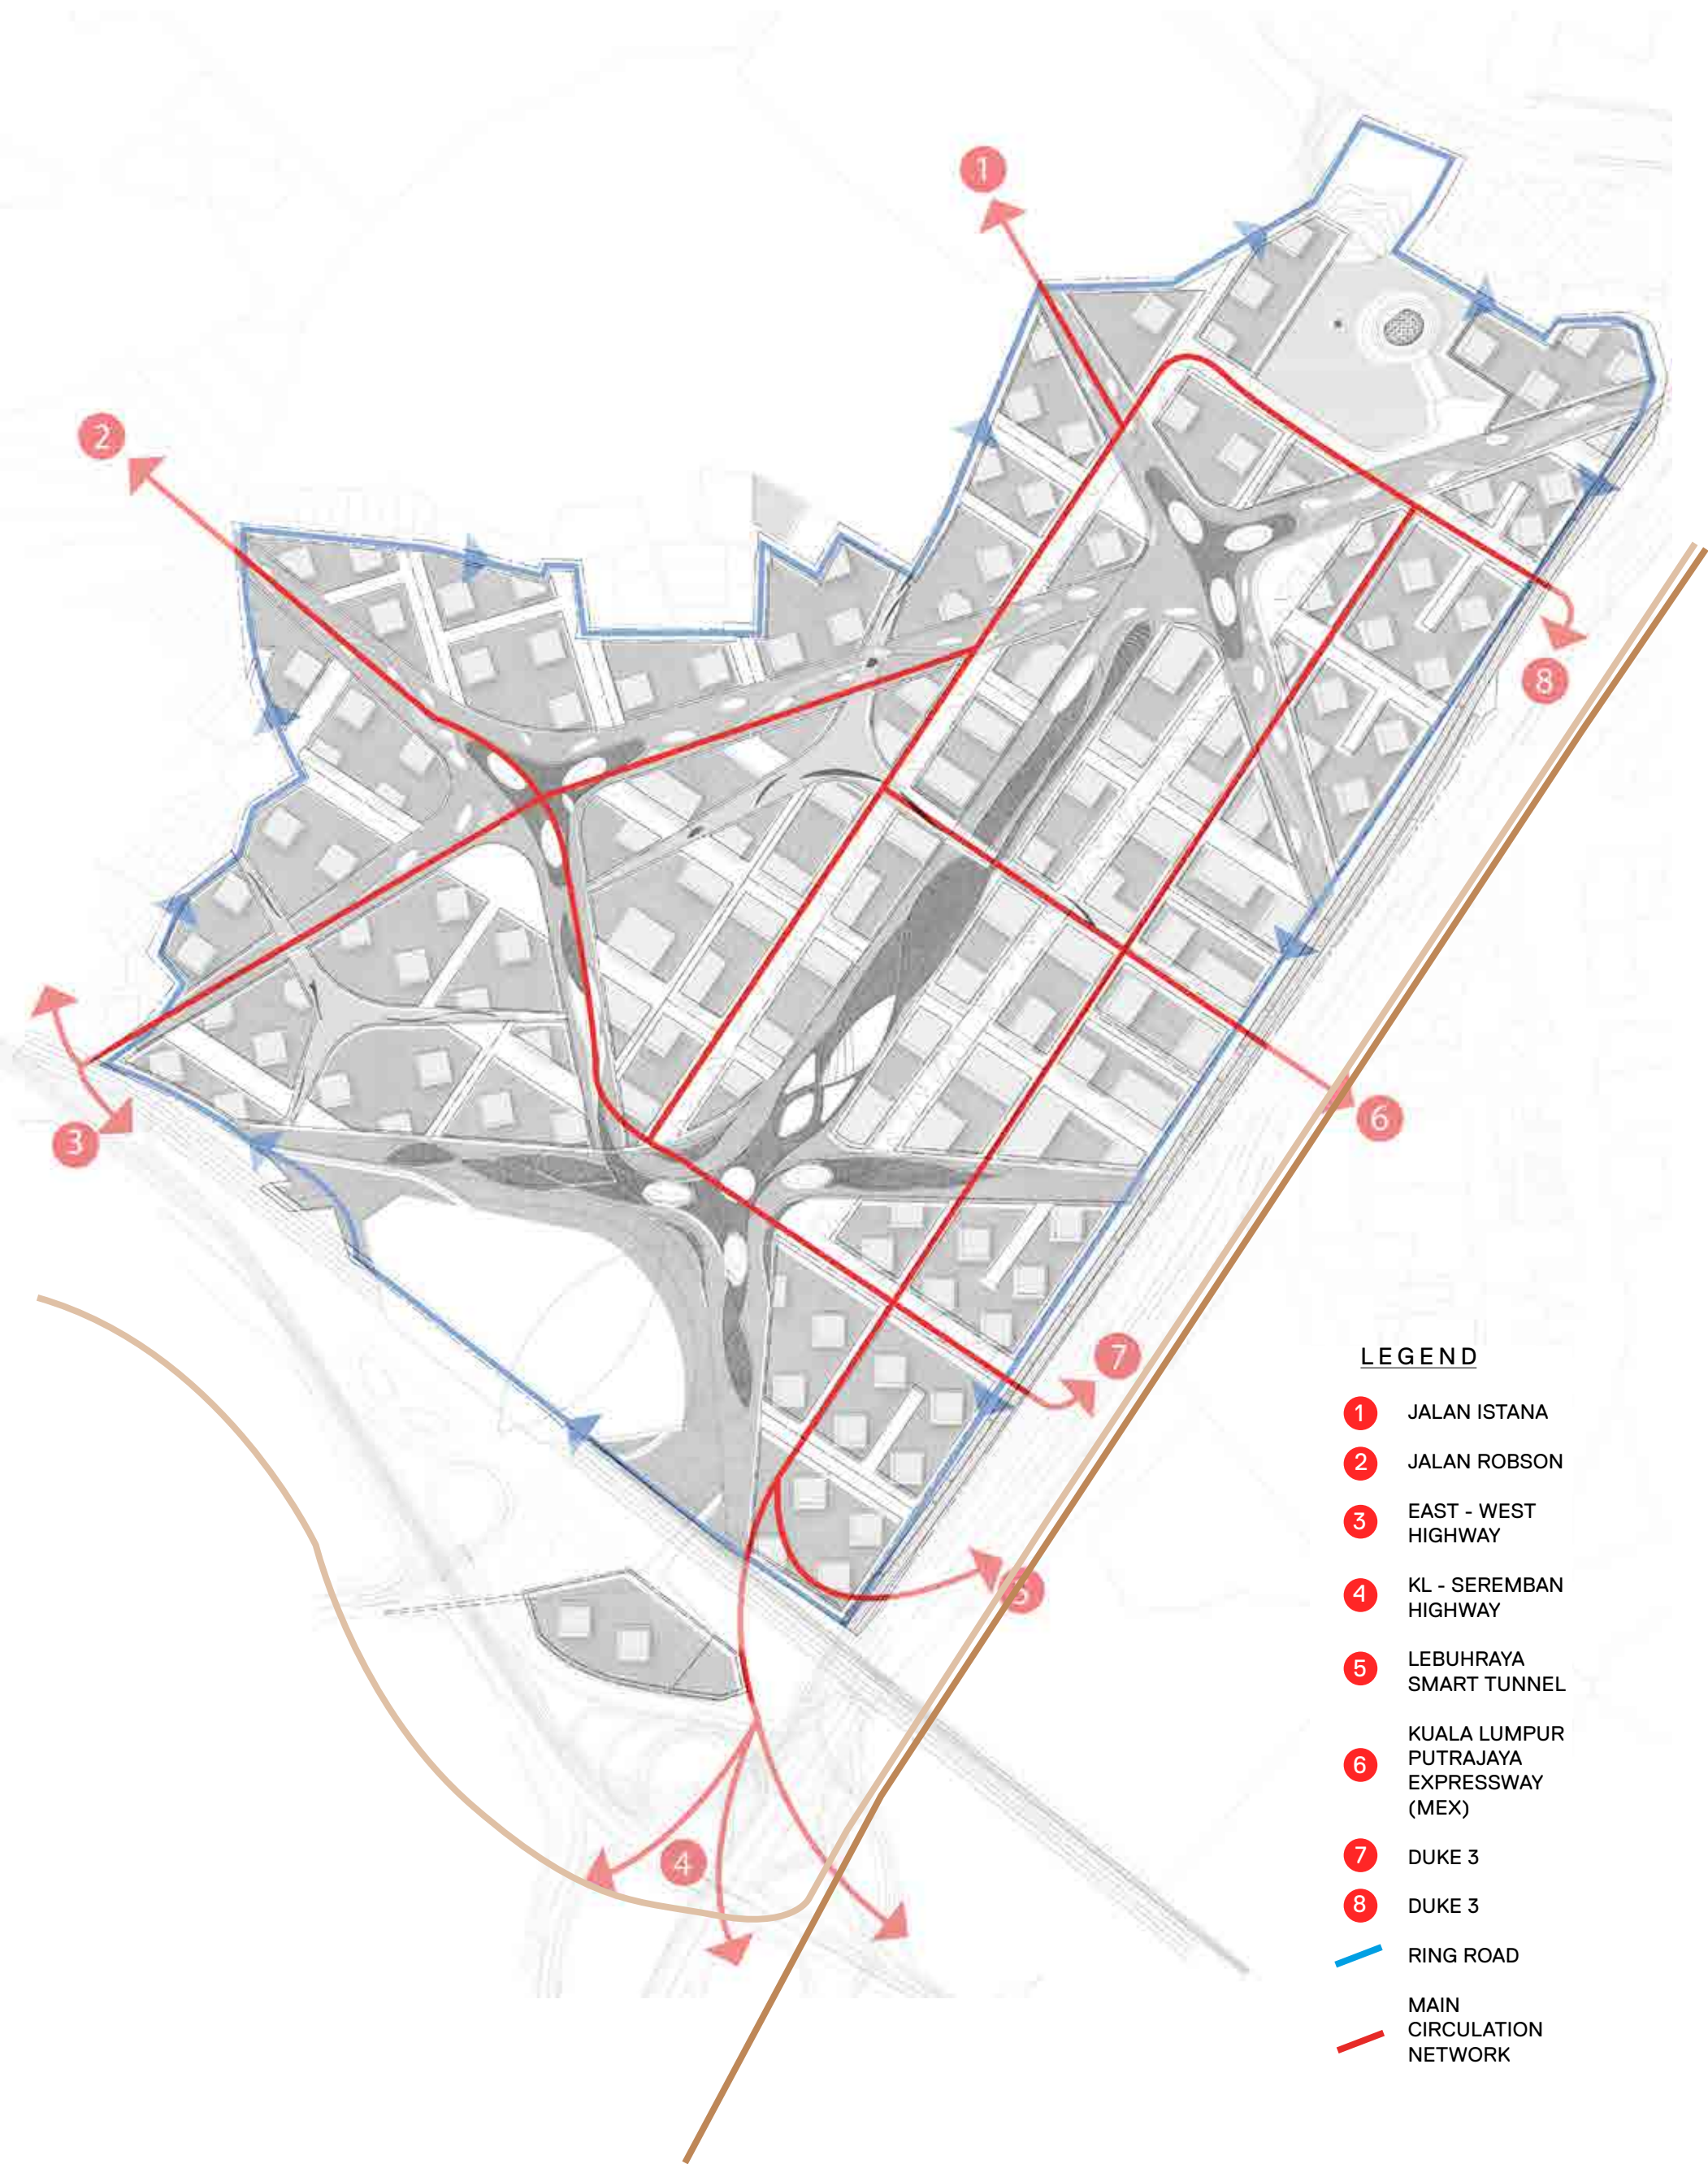 1
2
8
3
6
7
5
4
LEGEND
1 JALAN ISTANA
2 JALAN ROBSON
3 EAST - WEST
HIGHWAY
4 KL - SEREMBAN
HIGHWAY
5 LEBUHRAYA
SMART TUNNEL
6 KUALA LUMPUR
PUTRAJAYA
EXPRESSWAY
(MEX)
7 DUKE 3
8 DUKE 3
RING ROAD
MAIN
CIRCULATION
NETWORK